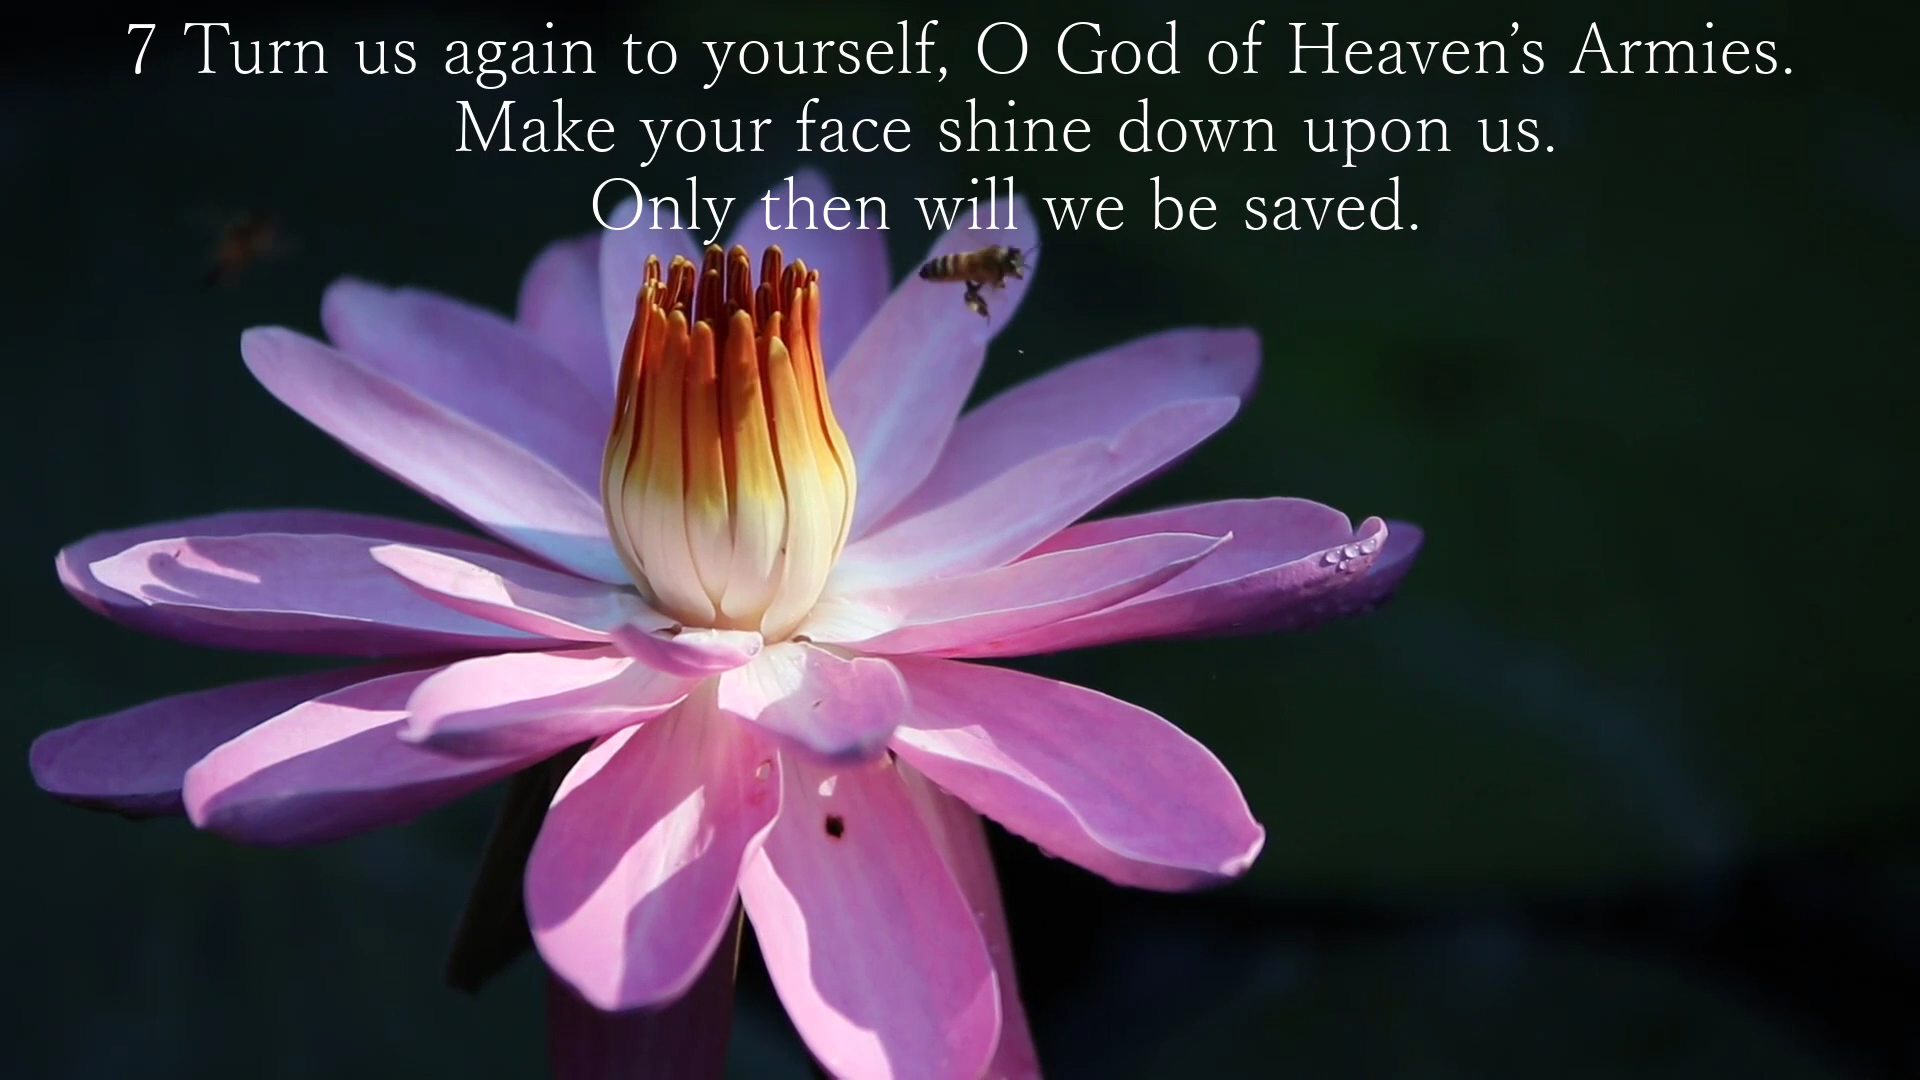 7 Turn us again to yourself, O God of Heaven’s Armies.
Make your face shine down upon us.
Only then will we be saved.